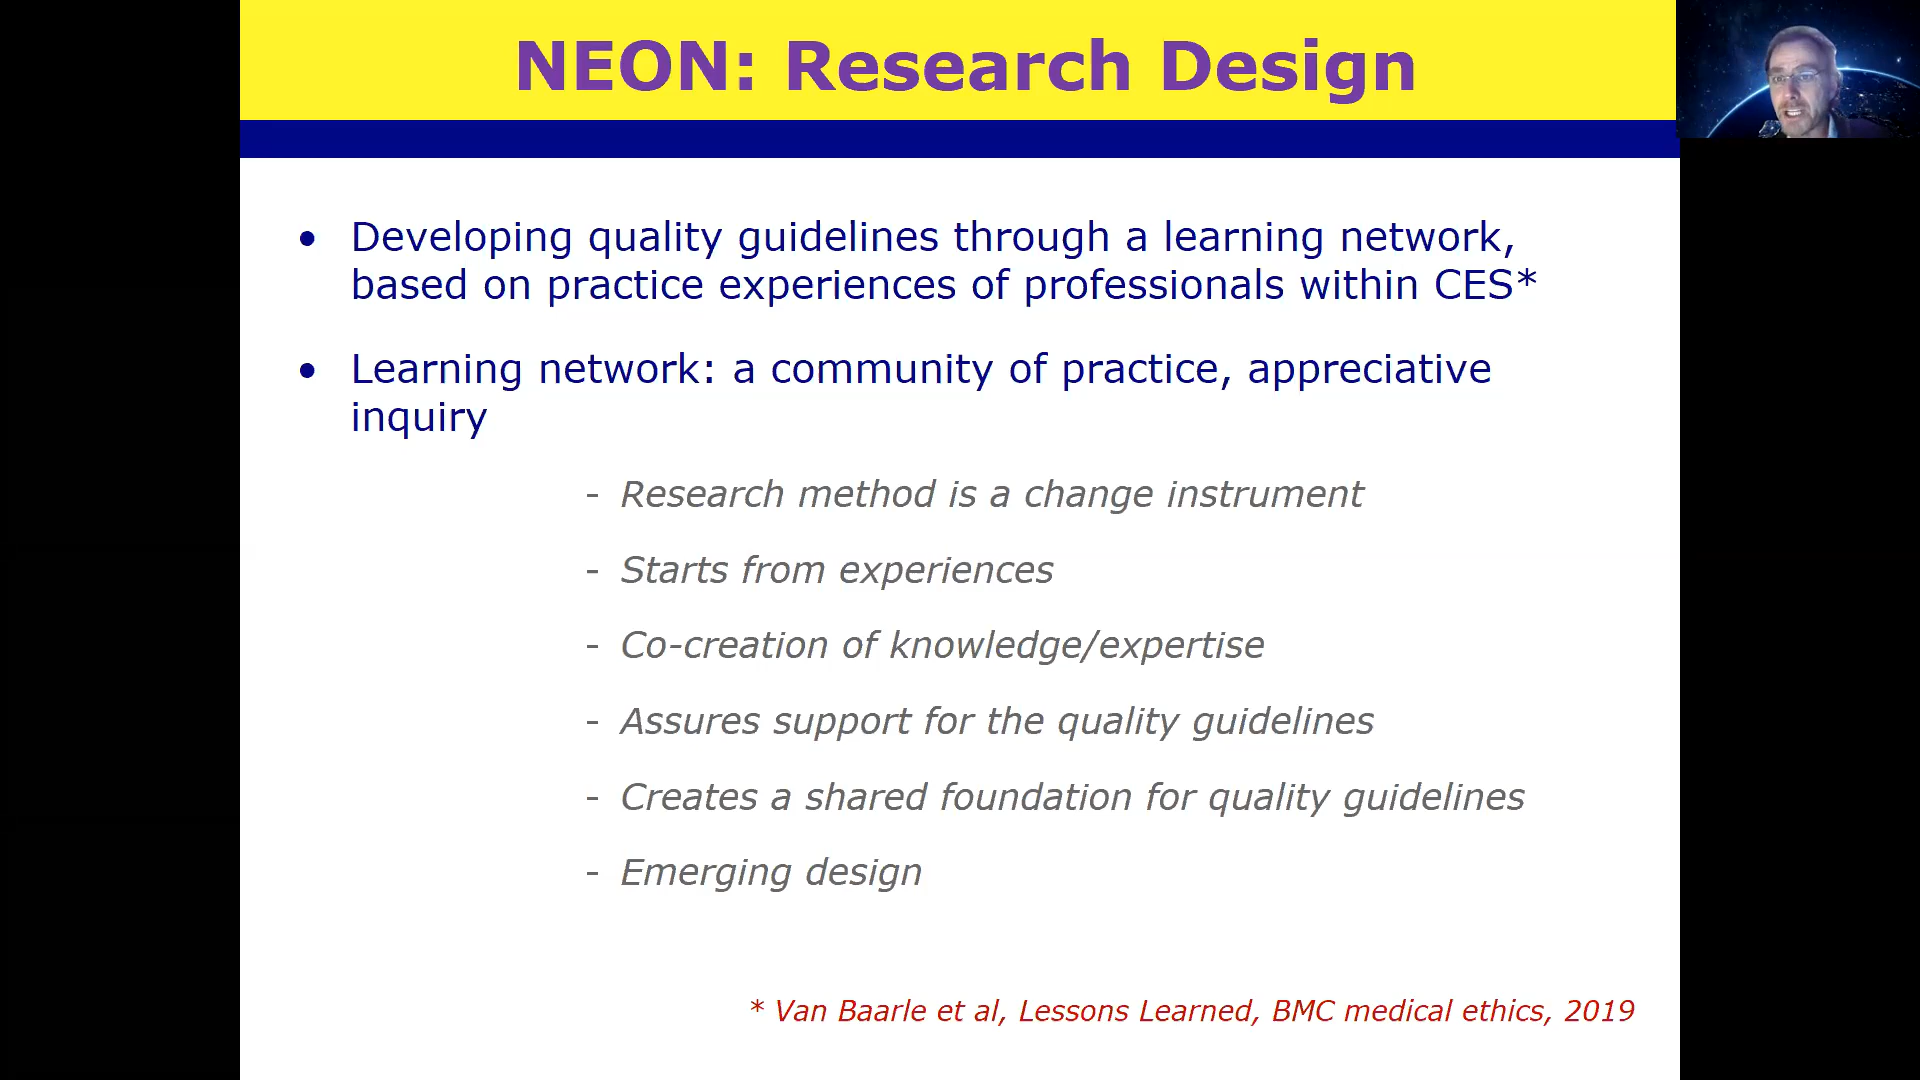 NEON: Research Design
• Developing quality guidelines through a learning network,
based on practice experiences of professionals within CES*
• Learning network: a community of practice, appreciative
inquiry
- Research method is a change instrument
- Starts from experiences
- Co-creation of knowledge/expertise
- Assures support for the quality guidelines
- Creates a shared foundation for quality guidelines
- Emerging design
* Van Baarle et al, Lessons Learned, BMC medical ethics, 2019